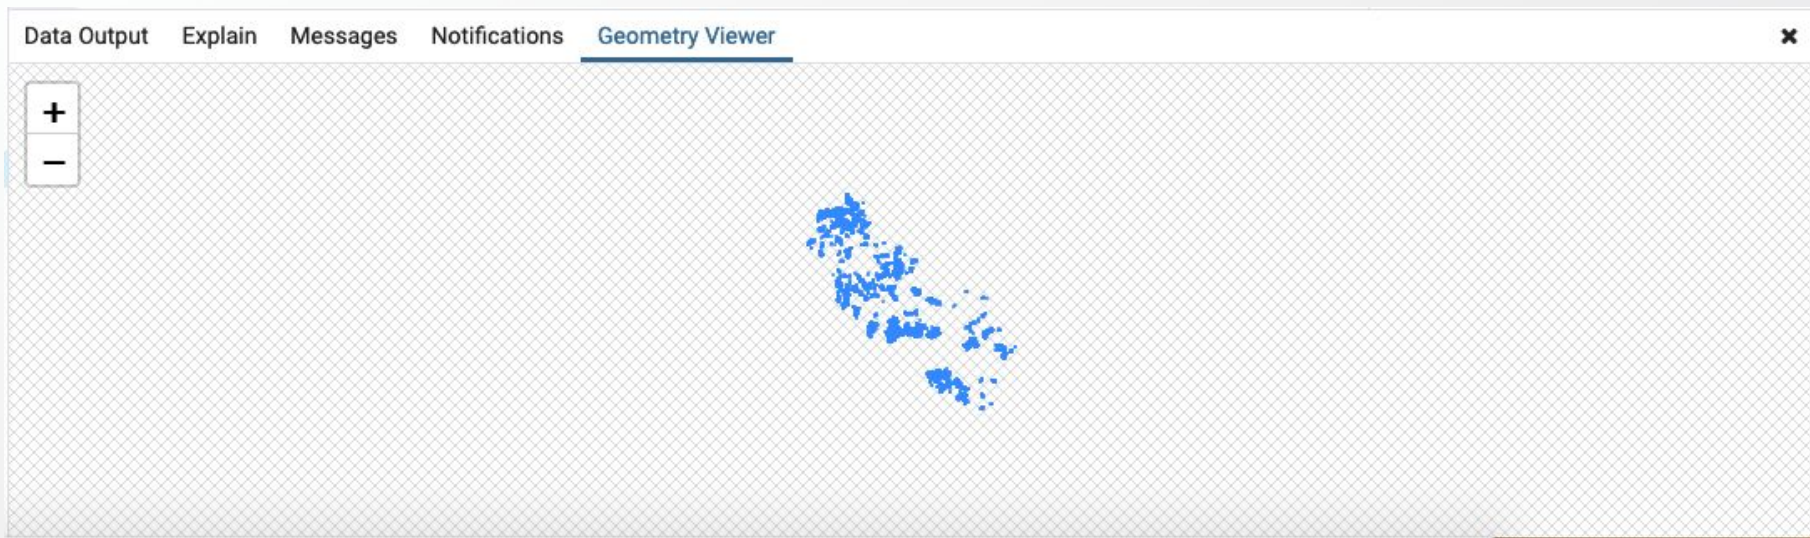 Data Output Explain Messages Notifications Geometry Viewer ✖
+
−